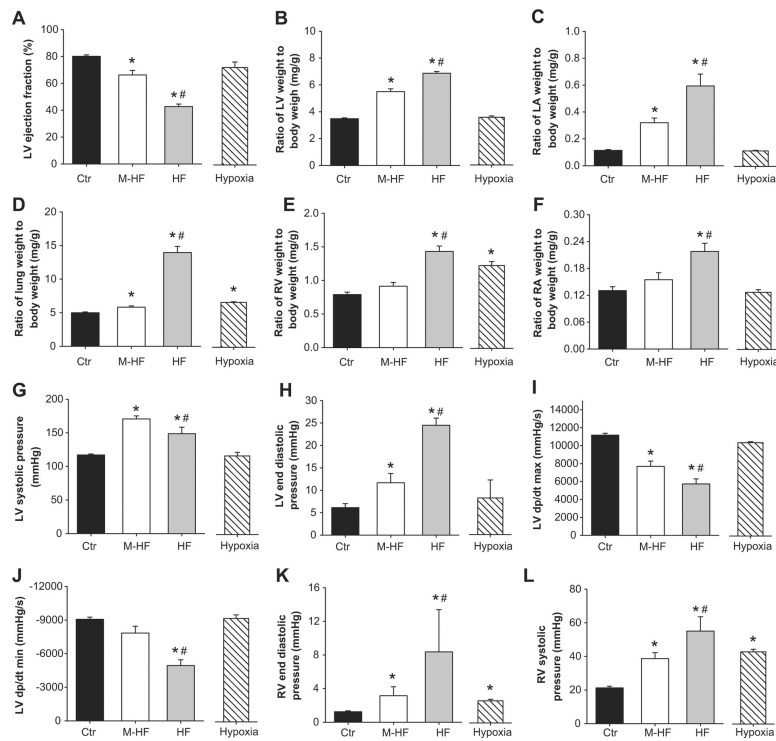 A
LV ejection fraction (%)
100
80
60
40
20
0
*
* #
Ctr
M-HF
HF
Hypoxia
B
Ratio of LV weight to
body weigh (mg/g)
8
6
4
2
0
*
* #
Ctr
M-HF
HF
Hypoxia
C
Ratio of LA weight to
body weigh (mg/g)
1.0
0.8
0.6
0.4
0.2
0.0
*
* #
Ctr
M-HF
HF
Hypoxia
D
Ratio of lung weight to
body weight (mg/g)
20
15
10
5
0
*
* #
*
Ctr
M-HF
HF
Hypoxia
E
Ratio of RV weight to
body weight (mg/g)
2.0
1.5
1.0
0.5
0.0
* #
*
Ctr
M-HF
HF
Hypoxia
F
Ratio of RA weight to
body weight (mg/g)
0.30
0.24
0.18
0.12
0.06
0.00
* #
Ctr
M-HF
HF
Hypoxia
G
LV systolic pressure
(mmHg)
200
150
100
50
0
*
* #
Ctr
M-HF
HF
Hypoxia
H
LV end diastolic
pressure (mmHg)
30
25
20
15
10
5
0
*
* #
Ctr
M-HF
HF
Hypoxia
I
LV dp/dt max (mmHg/s)
12000
10000
8000
6000
4000
2000
0
*
* #
Ctr
M-HF
HF
Hypoxia
J
LV dp/dt min (mmHg/s)
-12000
-9000
-6000
-3000
0
* #
Ctr
M-HF
HF
Hypoxia
K
RV end diastolic
pressure (mmHg)
16
12
8
4
0
*
* #
*
Ctr
M-HF
HF
Hypoxia
L
RV systolic
pressure (mmHg)
80
60
40
20
0
*
* #
*
Ctr
M-HF
HF
Hypoxia